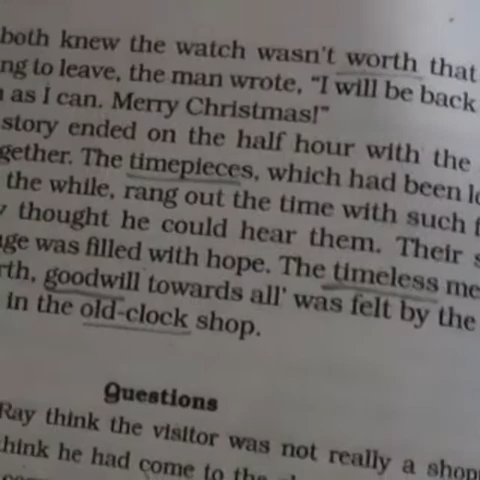 both knew the watch wasn't worth that
ng to leave, the man wrote, “I will be back
as I can. Merry Christmas!”
story ended on the half hour with the
gether. The timepieces, which had been
the while, rang out the time with such
thought he could hear them. Their
ge was filled with hope. The timeless me
rth, goodwill towards all' was felt by the
in the old-clock shop.
Questions
Ray think the visitor was not really a shop
hink he had come to the